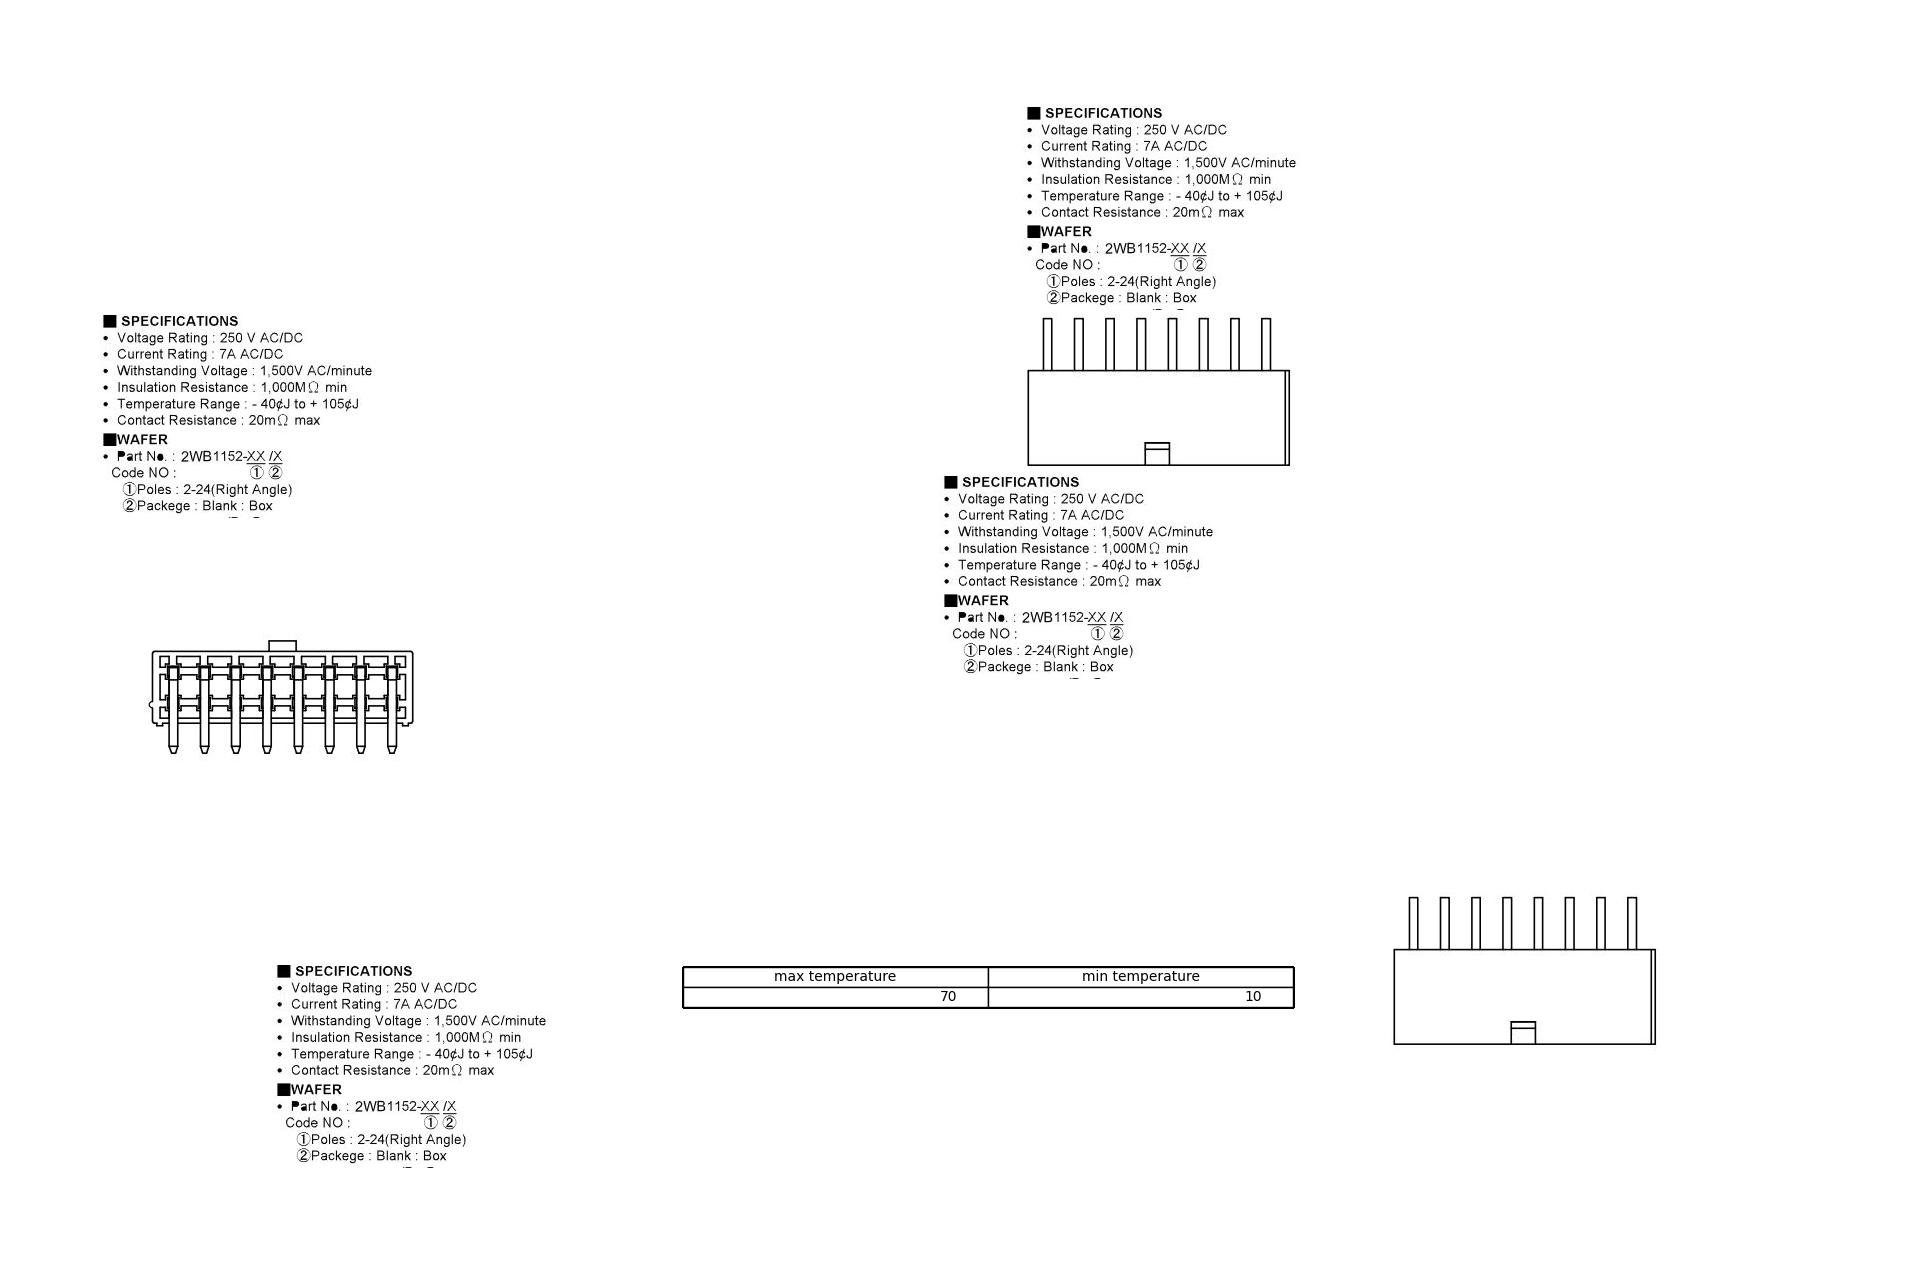 ■ SPECIFICATIONS
• Voltage Rating : 250 V AC/DC
• Current Rating : 7A AC/DC
• Withstanding Voltage : 1,500V AC/minute
• Insulation Resistance : 1,000MΩ min
• Temperature Range : - 40¢J to + 105¢J
• Contact Resistance : 20mΩ max
■WAFER
• Part No. : 2WB1152-XX /X
Code NO : ① ②
①Poles : 2-24(Right Angle)
②Packege : Blank : Box
■ SPECIFICATIONS
• Voltage Rating : 250 V AC/DC
• Current Rating : 7A AC/DC
• Withstanding Voltage : 1,500V AC/minute
• Insulation Resistance : 1,000MΩ min
• Temperature Range : - 40¢J to + 105¢J
• Contact Resistance : 20mΩ max
■WAFER
• Part No. : 2WB1152-XX /X
Code NO : ① ②
①Poles : 2-24(Right Angle)
②Packege : Blank : Box
■ SPECIFICATIONS
• Voltage Rating : 250 V AC/DC
• Current Rating : 7A AC/DC
• Withstanding Voltage : 1,500V AC/minute
• Insulation Resistance : 1,000MΩ min
• Temperature Range : - 40¢J to + 105¢J
• Contact Resistance : 20mΩ max
■WAFER
• Part No. : 2WB1152-XX /X
Code NO : ① ②
①Poles : 2-24(Right Angle)
②Packege : Blank : Box
■ SPECIFICATIONS
• Voltage Rating : 250 V AC/DC
• Current Rating : 7A AC/DC
• Withstanding Voltage : 1,500V AC/minute
• Insulation Resistance : 1,000MΩ min
• Temperature Range : - 40¢J to + 105¢J
• Contact Resistance : 20mΩ max
■WAFER
• Part No. : 2WB1152-XX /X
Code NO : ① ②
①Poles : 2-24(Right Angle)
②Packege : Blank : Box
max temperature min temperature
70 10